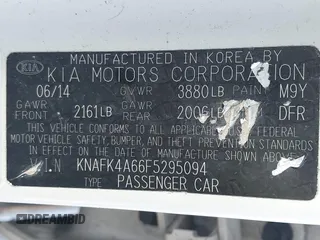 MANUFACTURED IN KOREA BY
KIA KIA MOTORS CORPORATION
06/14 GVWR 3880LB PAINT M9Y
GAWR FRONT 2161LB GAWR REAR 2006LB DFR
THIS VEHICLE CONFORMS TO ALL APPLICABLE
U.S.A FEDERAL MOTOR VEHICLE SAFETY,
BUMPER, AND THEFT PREVENTION STANDARDS
IN EFFECT ON THE DATE OF MANUFACTURE
SHOWN ABOVE.
KNAFK4A66F5295094
PASSENGER CAR
DREAMBID